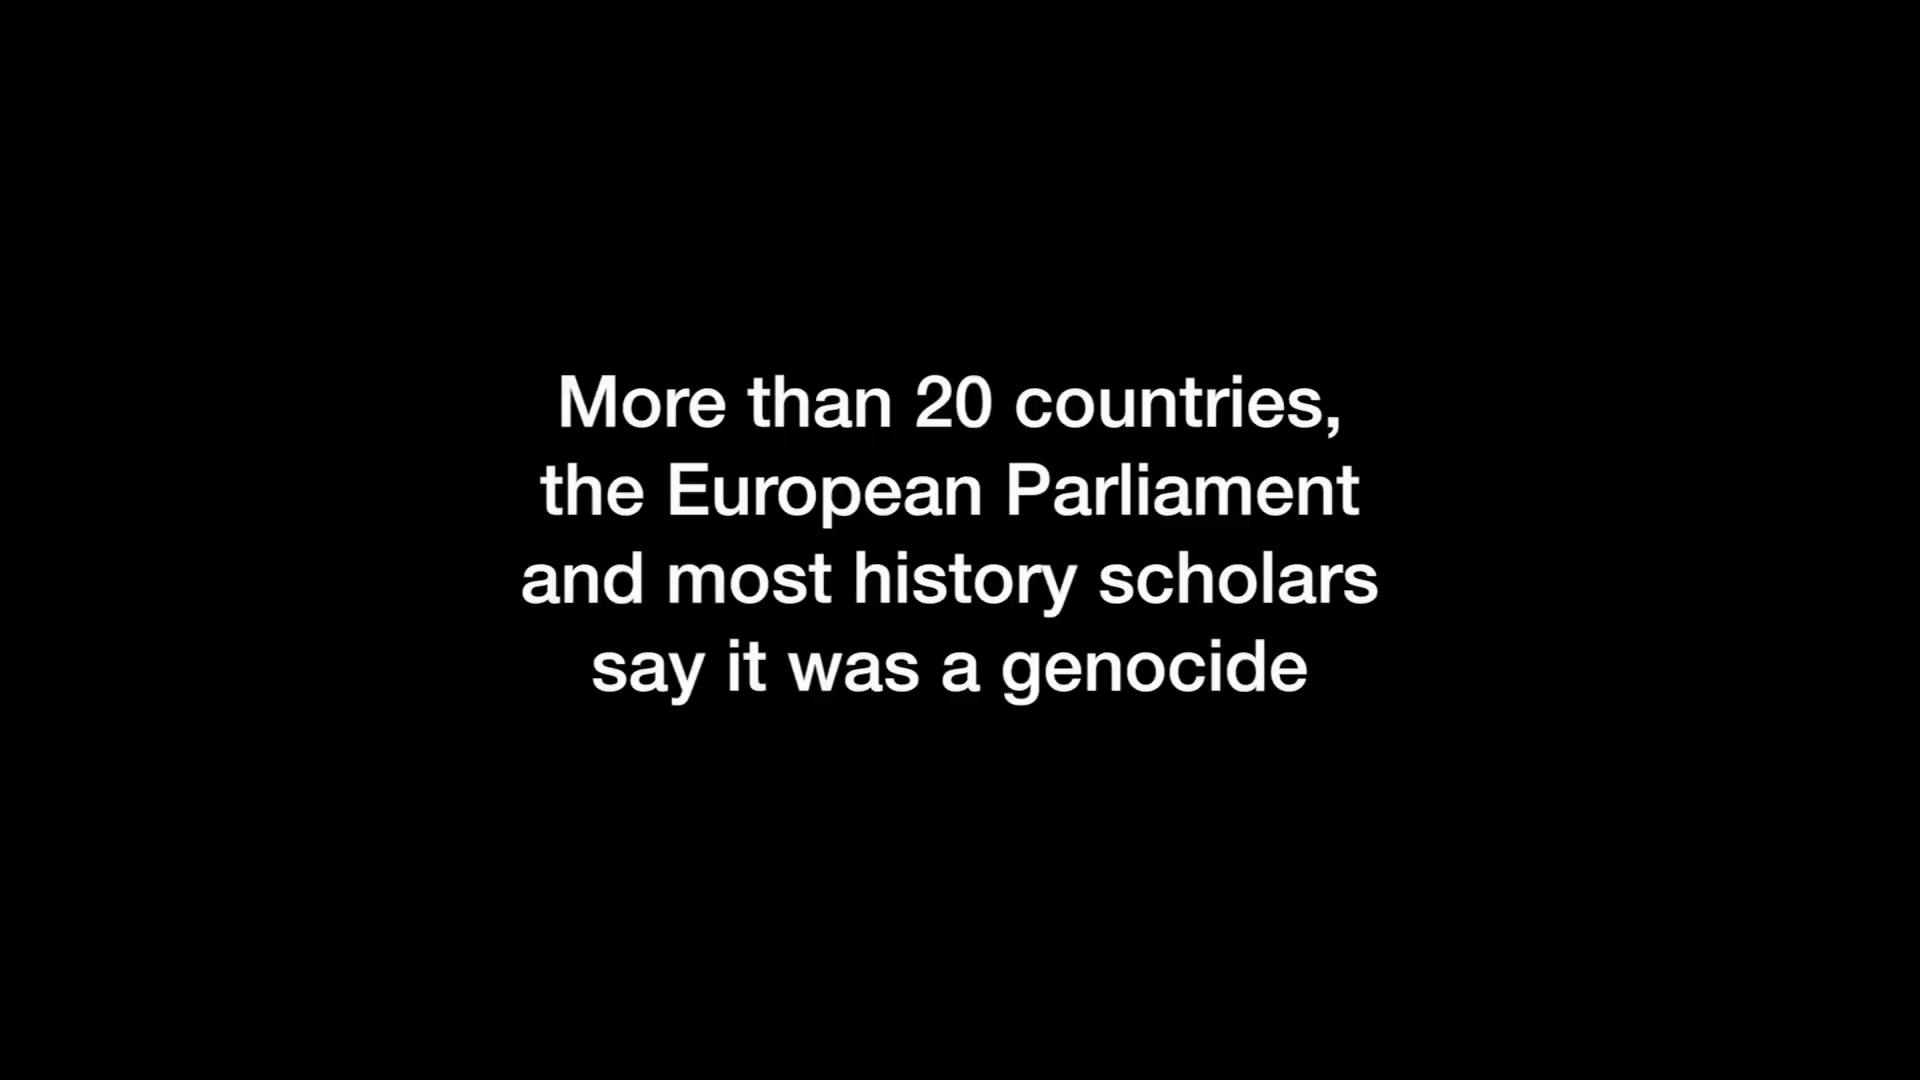 More than 20 countries,
the European Parliament
and most history scholars
say it was a genocide